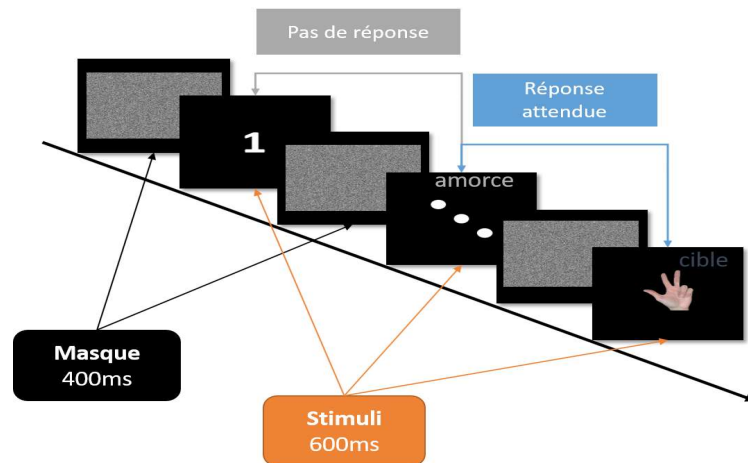 Pas de réponse
Réponse
attendue
1
amorce
cible
Masque
400ms
Stimuli
600ms